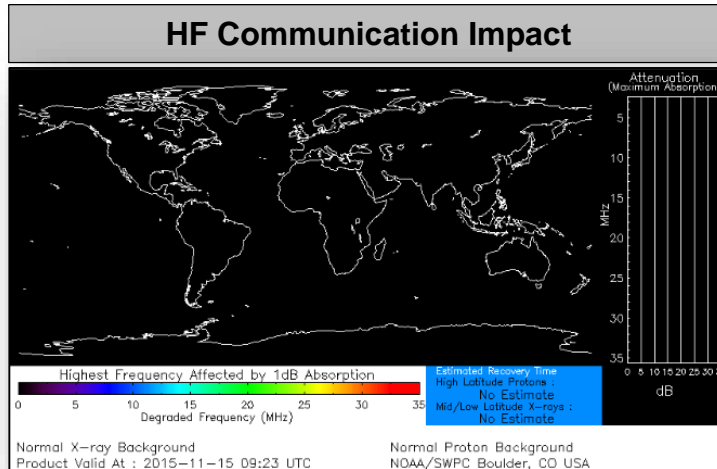 HF Communication Impact
Attenuation
(Maximum Absorption)
5
10
15
20
25
30
35
MHz
0 5 10 15 20 25 30
dB
Highest Frequency Affected by 1dB Absorption
0 5 10 15 20 25 30 35
Degraded Frequency (MHz)
Estimated Recovery Time
High Latitude Protons :
No Estimate
Mid/Low Latitude X-rays :
No Estimate
Normal X-ray Background
Product Valid At : 2015-11-15 09:23 UTC
Normal Proton Background
NOAA/SWPC Boulder, CO USA